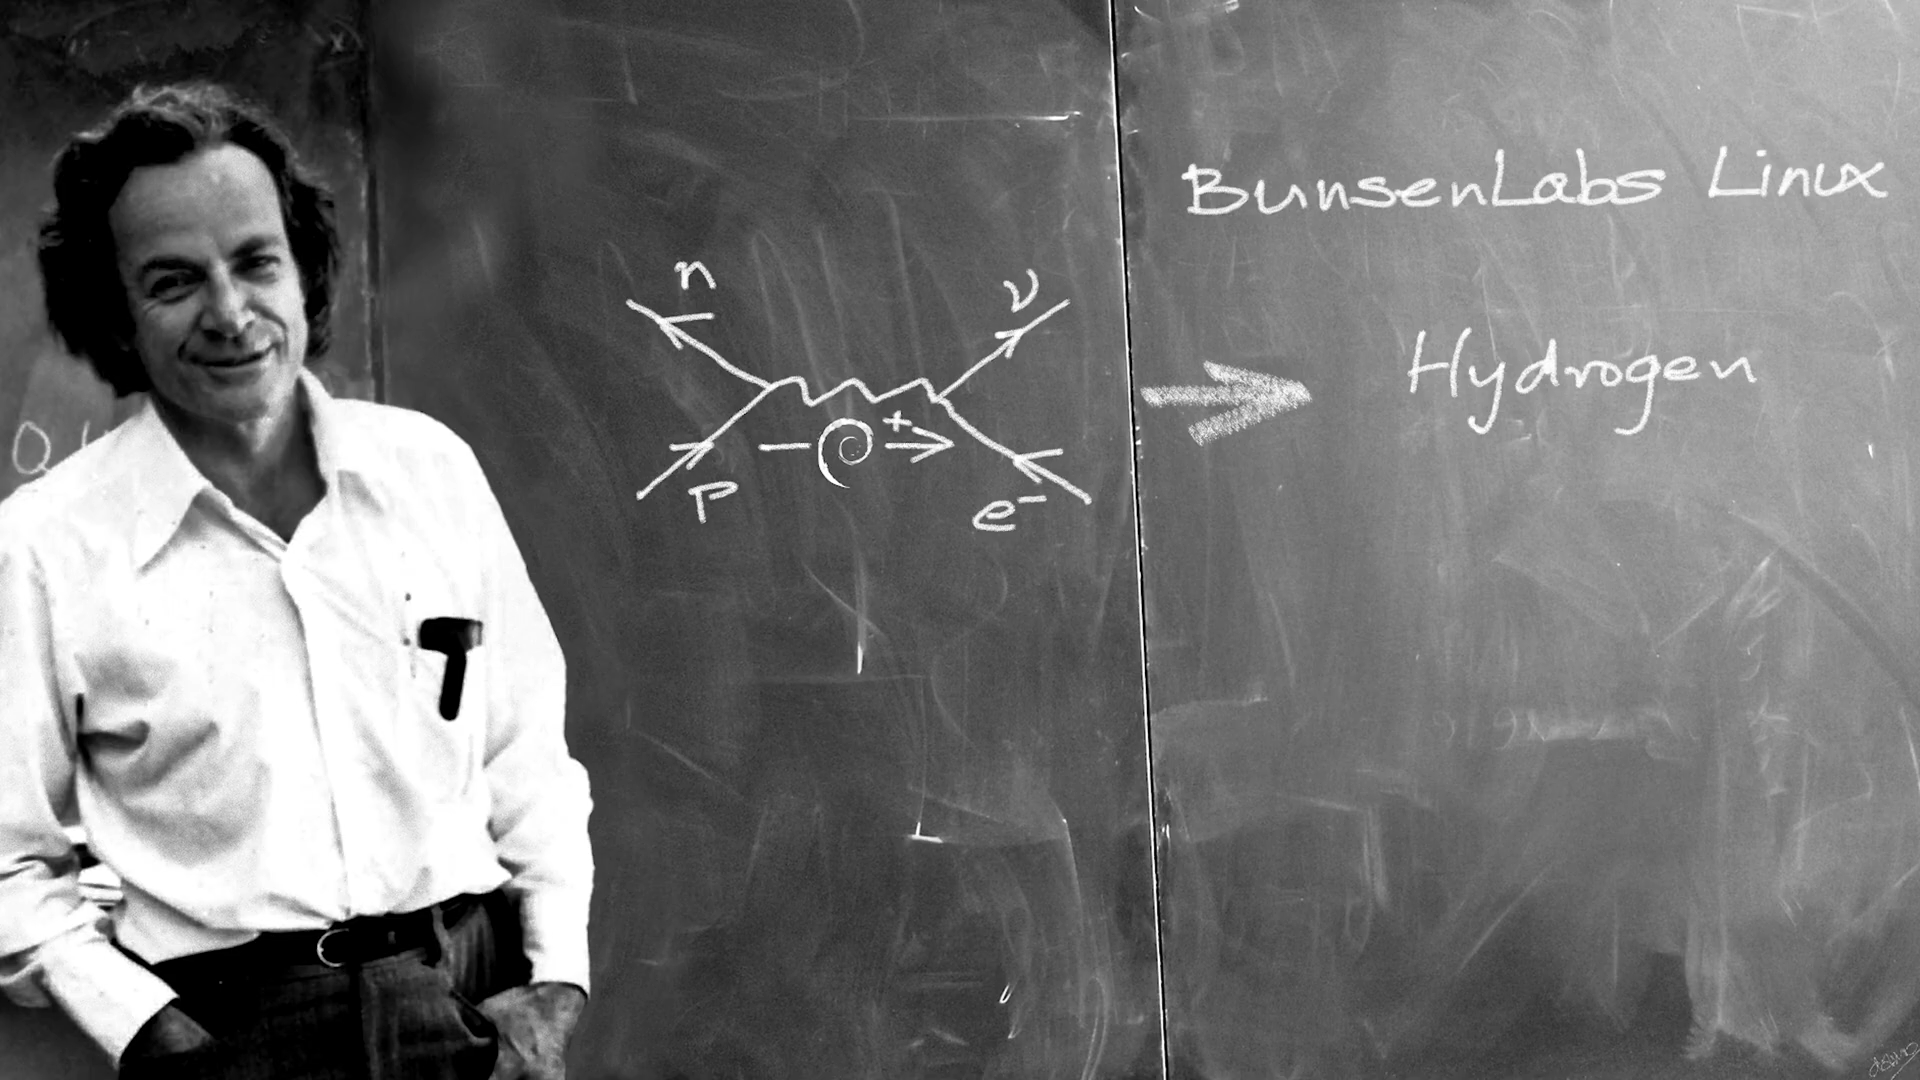 BunsenLabs Linux
n
ν
Hydrogen
+
p
e⁻
Q